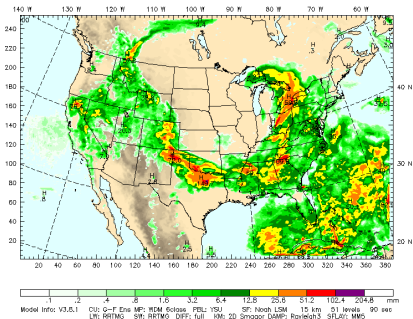 140 W 130 W 120 W 110 W 100 W 90 W 80 W 70 W 60 W
240
220
200
180
160
140
120
100
80
60
40
20
40 N
30 N
20 N
20 40 60 80 100 120 140 160 180 200 220 240 260 280 300 320 340 360 380
.1 .2 .4 .8 1.6 3.2 6.4 12.8 25.6 51.2 102.4 204.8 mm
Model Info: V3.8.1 CU: G-F Ens MP: WDM 6class PBL: YSU SF: Noah LSM 15 km 51 levels 90 sec
LW: RRTMG SW: RRTMG DIFF: full KM: 2D Smagor DAMP: Rayleigh3 SFLAY: MM5